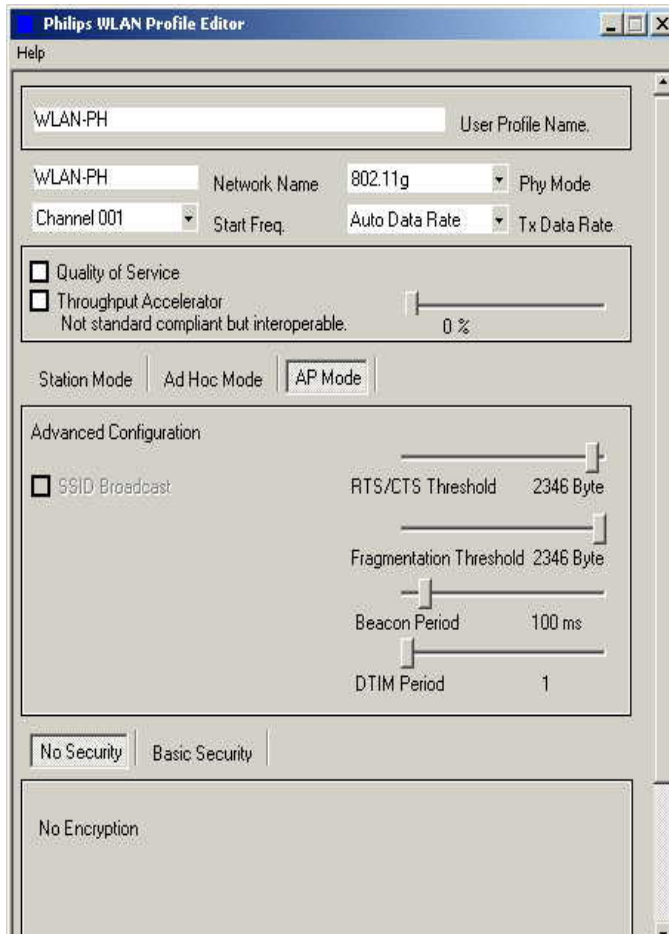 Philips WLAN Profile Editor
Help
WLAN-PH User Profile Name.
WLAN-PH Network Name 802.11g Phy Mode
Channel 001 Start Freq. Auto Data Rate Tx Data Rate
Quality of Service
Throughput Accelerator
Not standard compliant but interoperable. 0 %
Station Mode Ad Hoc Mode AP Mode
Advanced Configuration
SSID Broadcast RTS/CTS Threshold 2346 Byte
Fragmentation Threshold 2346 Byte
Beacon Period 100 ms
DTIM Period 1
No Security Basic Security
No Encryption